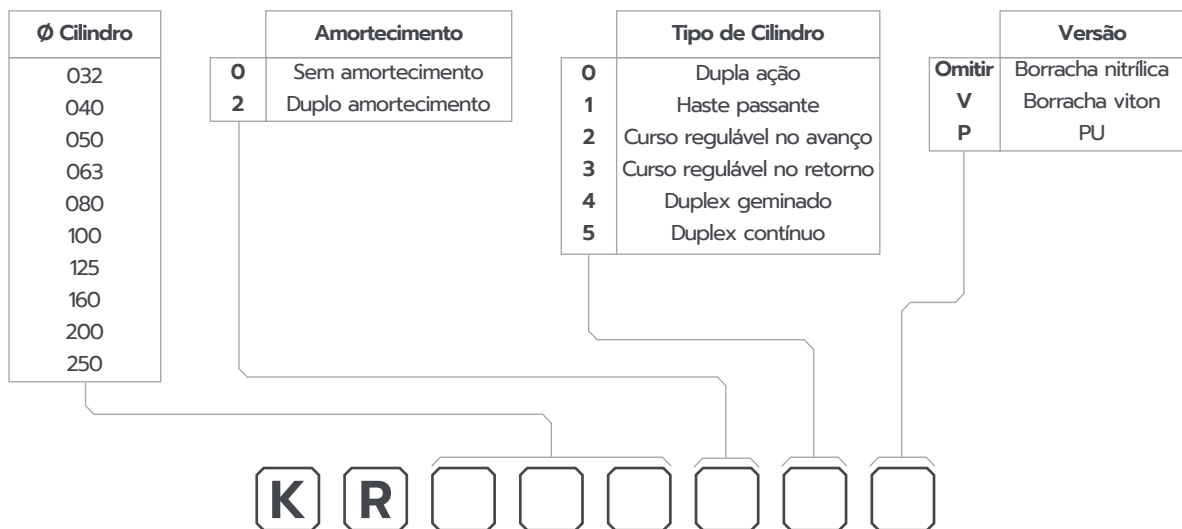 Ø Cilindro
032
040
050
063
080
100
125
160
200
250
Amortecimento
0 Sem amortecimento
2 Duplo amortecimento
Tipo de Cilindro
0 Dupla ação
1 Haste passante
2 Curso regulável no avanço
3 Curso regulável no retorno
4 Duplex geminado
5 Duplex contínuo
Versão
Omitir Borracha nitrílica
V Borracha viton
P PU
K R